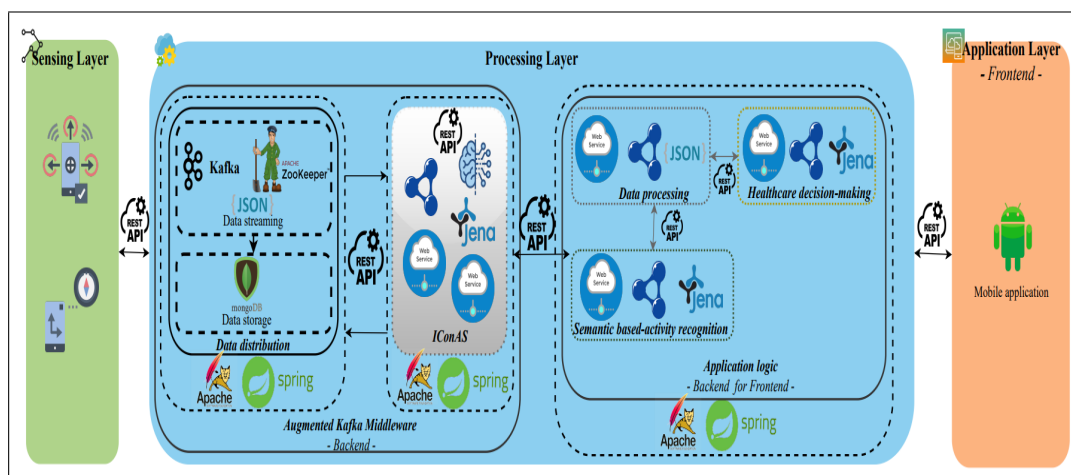 Sensing Layer
Processing Layer
Application Layer
- Frontend -
Kafka
APACHE
ZooKeeper
{JSON}
Data streaming
mongoDB
Data storage
Data distribution
Apache
spring
REST
API
REST
API
REST
API
Jena
Web
Service
Web
Service
IConAS
Apache
spring
Augmented Kafka Middleware
- Backend -
REST
API
REST
API
Web
Service
{JSON}
Data processing
REST
API
Web
Service
Jena
Healthcare decision-making
REST
API
Web
Service
Jena
Semantic based-activity recognition
Application logic
- Backend for Frontend -
Apache
spring
REST
API
Mobile application